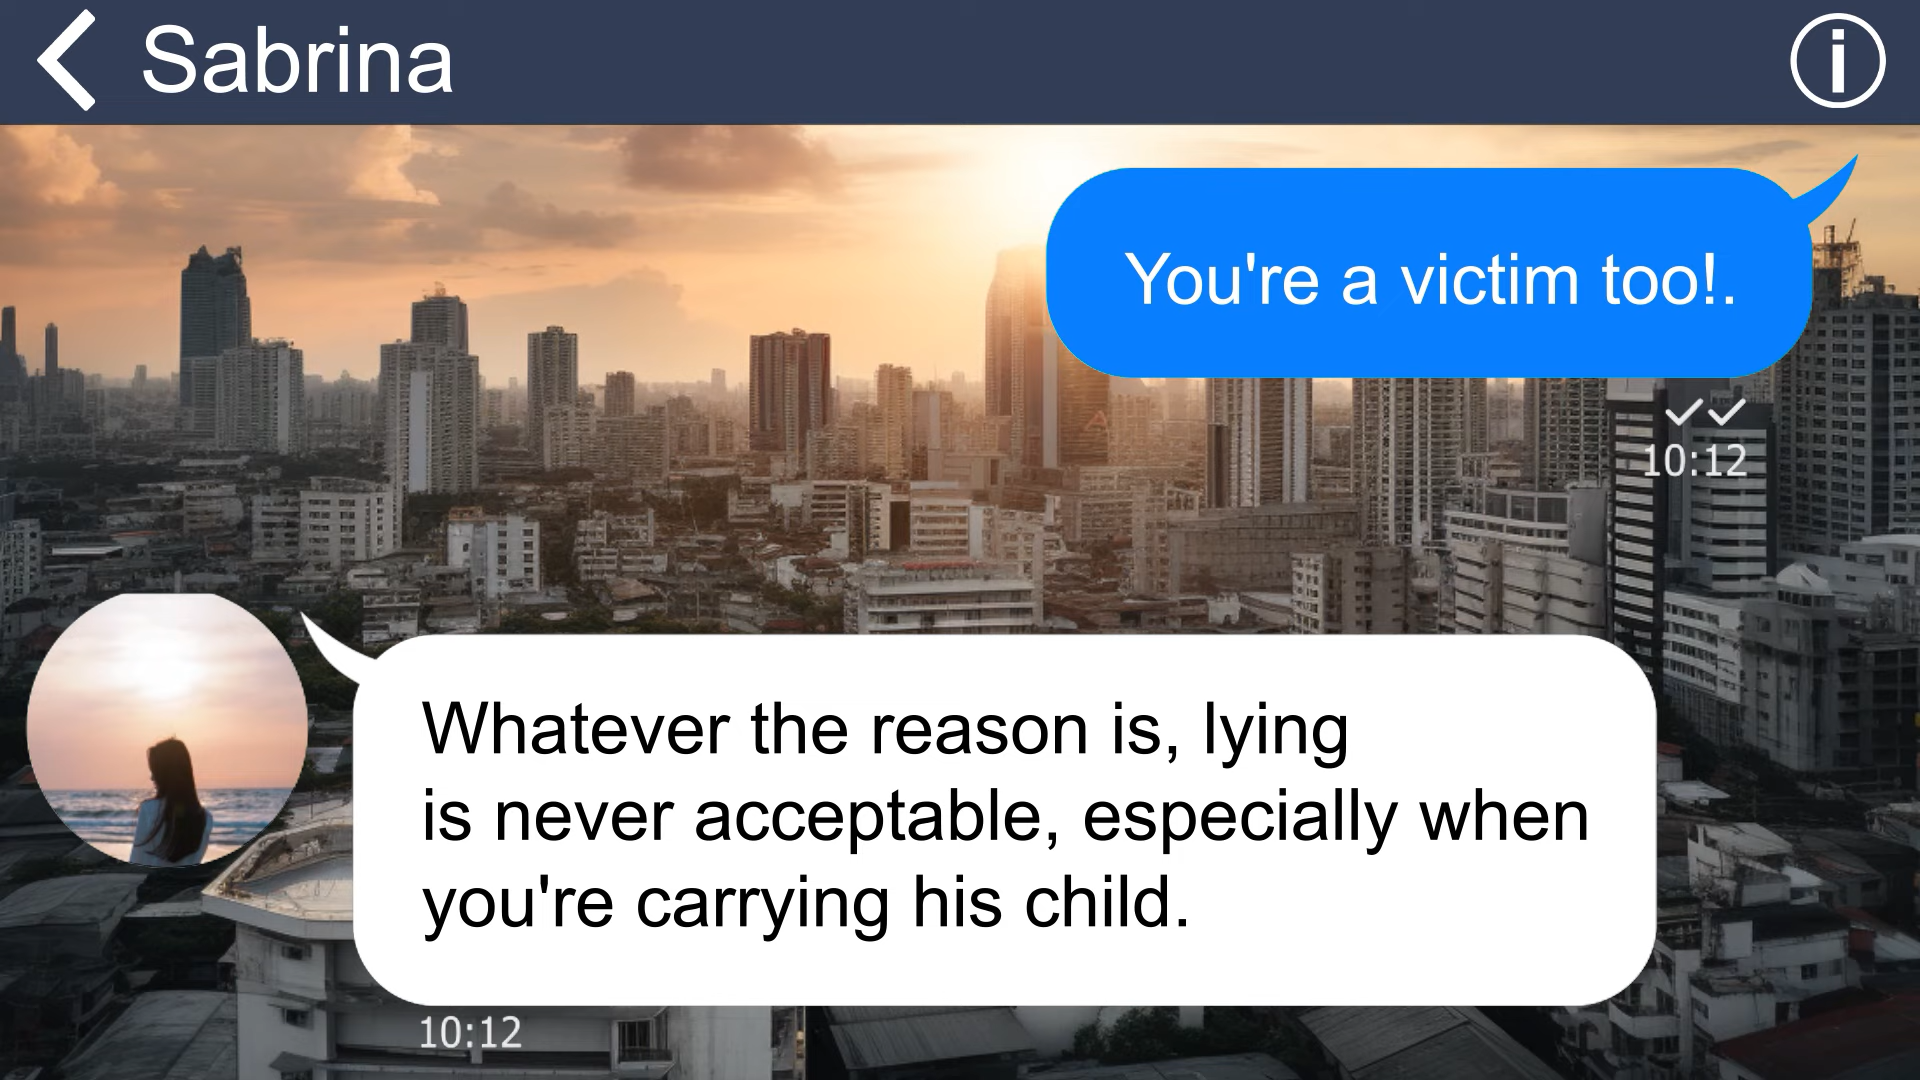 Sabrina
You're a victim too!.
10:12
Whatever the reason is, lying
is never acceptable, especially when
you're carrying his child.
10:12